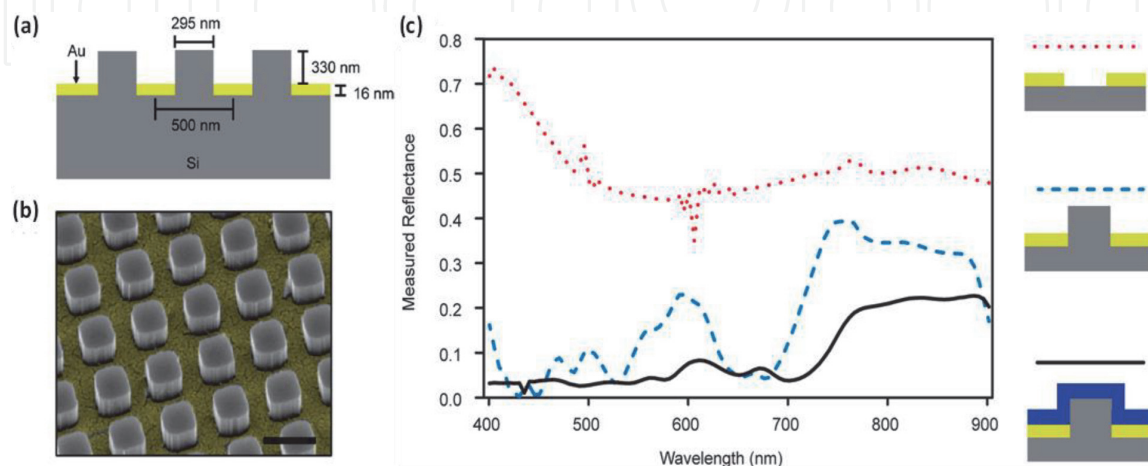 (a)
295 nm
Au
330 nm
16 nm
500 nm
Si
(b)
(c)
0.8
0.7
0.6
0.5
0.4
0.3
0.2
0.1
0.0
Measured Reflectance
400 500 600 700 800 900
Wavelength (nm)